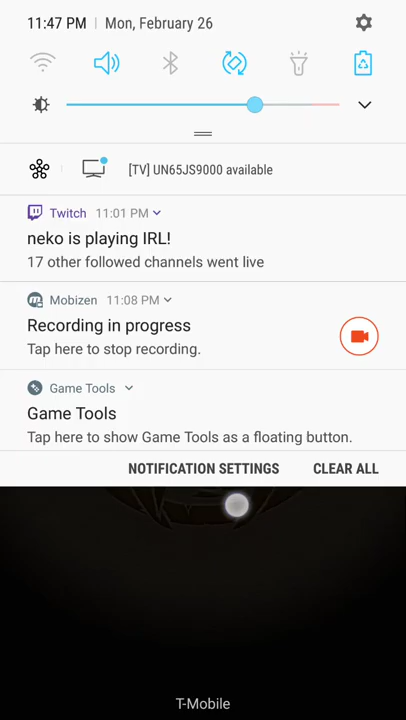 11:47 PM | Mon, February 26
[TV] UN65JS9000 available
Twitch 11:01 PM
neko is playing IRL!
17 other followed channels went live
Mobizen 11:08 PM
Recording in progress
Tap here to stop recording.
Game Tools
Game Tools
Tap here to show Game Tools as a floating button.
NOTIFICATION SETTINGS CLEAR ALL
T-Mobile